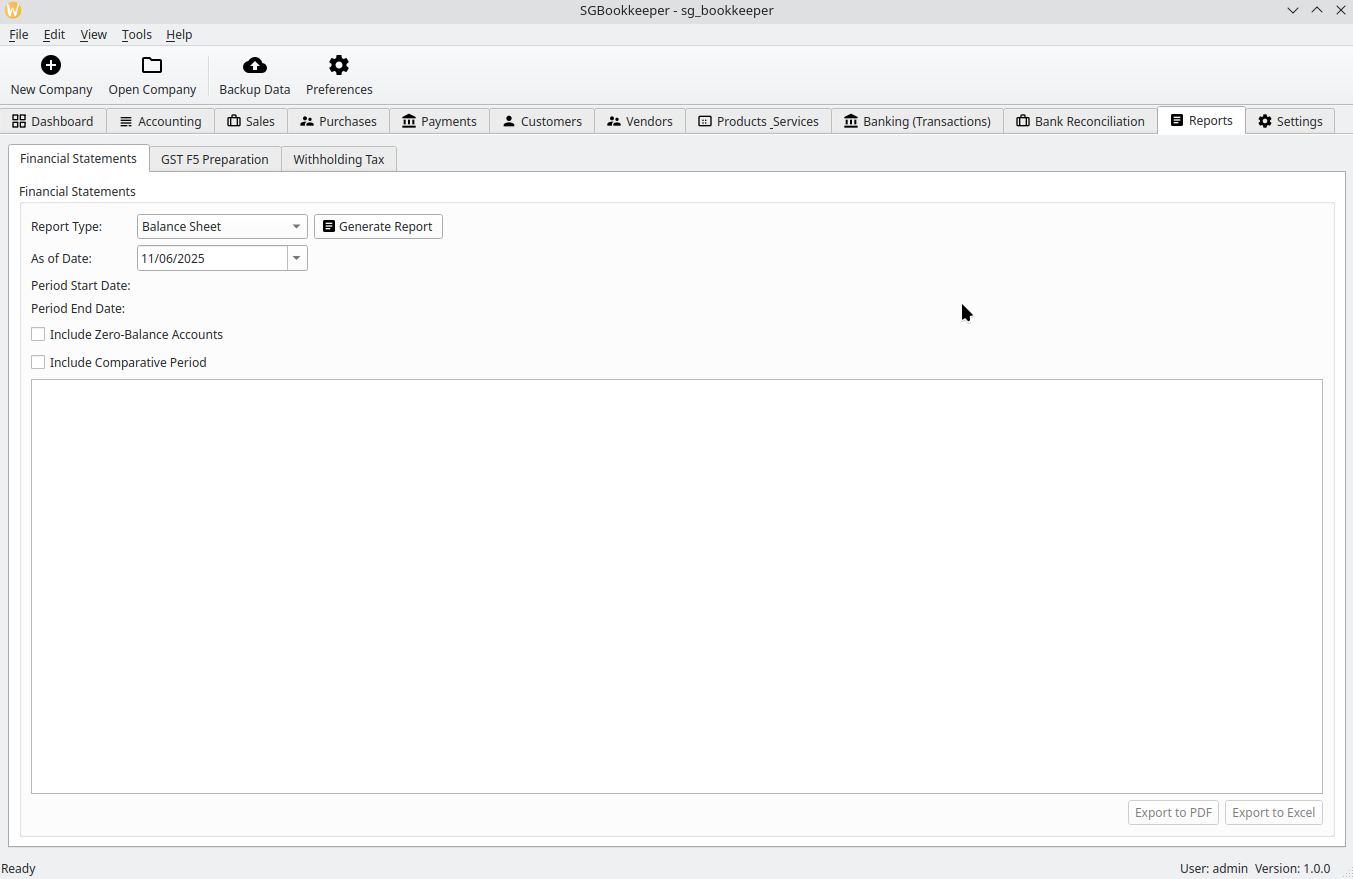 W
SGBookkeeper - sg_bookkeeper
File Edit View Tools Help
New Company Open Company Backup Data Preferences
Dashboard Accounting Sales Purchases Payments Customers Vendors Products _Services Banking (Transactions) Bank Reconciliation Reports Settings
Financial Statements GST F5 Preparation Withholding Tax
Financial Statements
Report Type: Balance Sheet Generate Report
As of Date: 11/06/2025
Period Start Date:
Period End Date:
Include Zero-Balance Accounts
Include Comparative Period
Export to PDF Export to Excel
Ready User: admin Version: 1.0.0